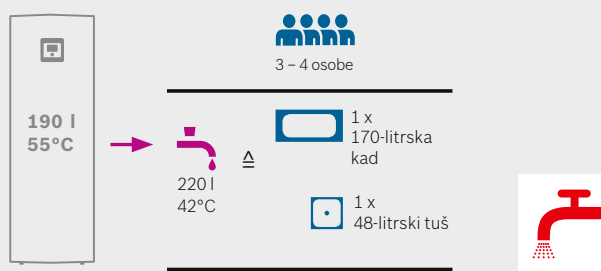 190 l
55°C
3 – 4 osobe
220 l
42°C
≙
1 x
170-litrska
kad
1 x
48-litrski tuš